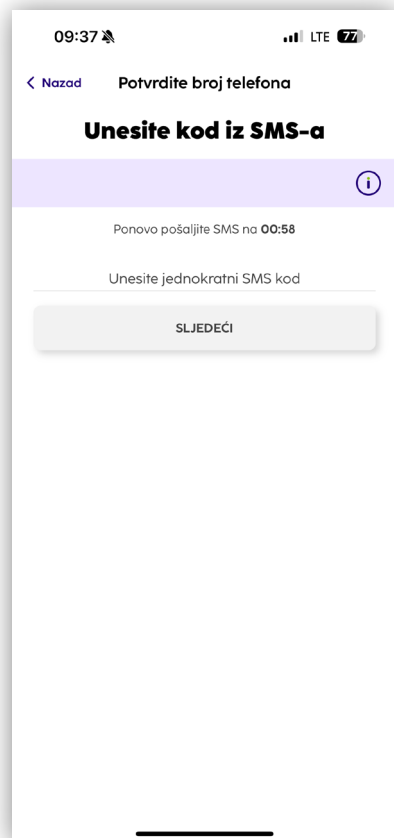 09:37 LTE 77
Nazad Potvrdite broj telefona
Unesite kod iz SMS-a
i
Ponovo pošaljite SMS na 00:58
Unesite jednokratni SMS kod
SLJEDEĆI